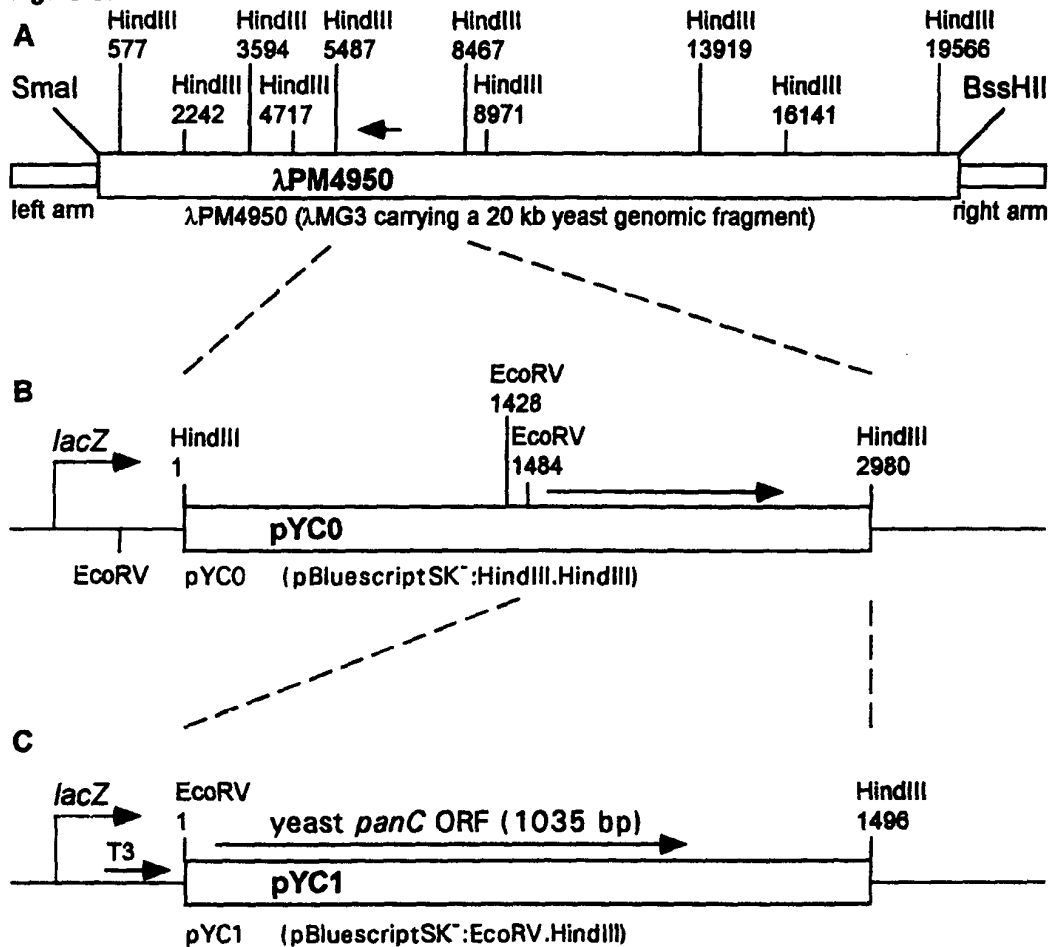 A
HindIII HindIII HindIII HindIII HindIII HindIII
577 3594 5487 8467 13919 19566
SmaI HindIII HindIII HindIII HindIII BssHII
2242 4717 8971 16141
λPM4950
left arm right arm
λPM4950 (λMG3 carrying a 20 kb yeast genomic fragment)
B
EcoRV
1428
lacZ HindIII EcoRV HindIII
1 1484 2980
pYC0
EcoRV pYC0 (pBluescriptSK⁻:HindIII.HindIII)
C
lacZ EcoRV HindIII
1 yeast panC ORF (1035 bp) 1496
T3
pYC1
pYC1 (pBluescriptSK⁻:EcoRV.HindIII)